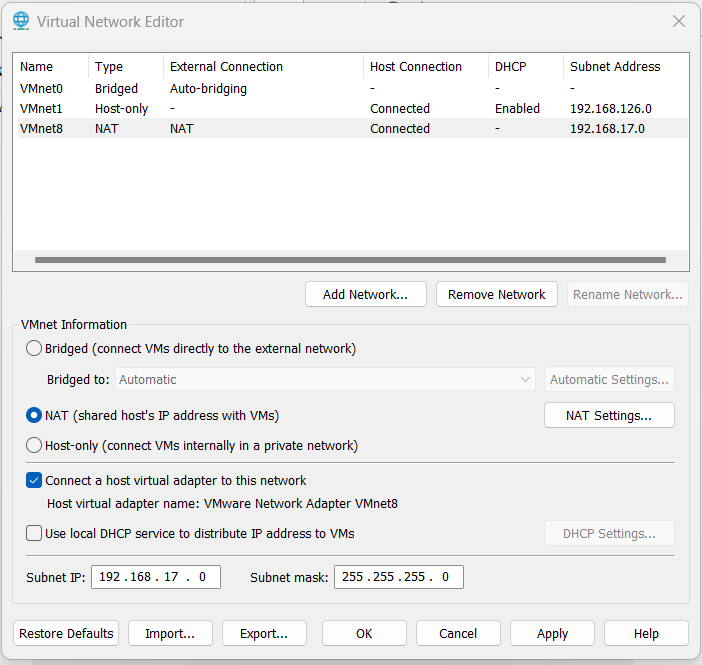 Virtual Network Editor
Name Type External Connection Host Connection DHCP Subnet Address
VMnet0 Bridged Auto-bridging - - -
VMnet1 Host-only - Connected Enabled 192.168.126.0
VMnet8 NAT NAT Connected - 192.168.17.0
Add Network... Remove Network Rename Network...
VMnet Information
Bridged (connect VMs directly to the external network)
Bridged to: Automatic Automatic Settings...
NAT (shared host's IP address with VMs) NAT Settings...
Host-only (connect VMs internally in a private network)
Connect a host virtual adapter to this network
Host virtual adapter name: VMware Network Adapter VMnet8
Use local DHCP service to distribute IP address to VMs DHCP Settings...
Subnet IP: 192 . 168 . 17 . 0 Subnet mask: 255 . 255 . 255 . 0
Restore Defaults Import... Export... OK Cancel Apply Help